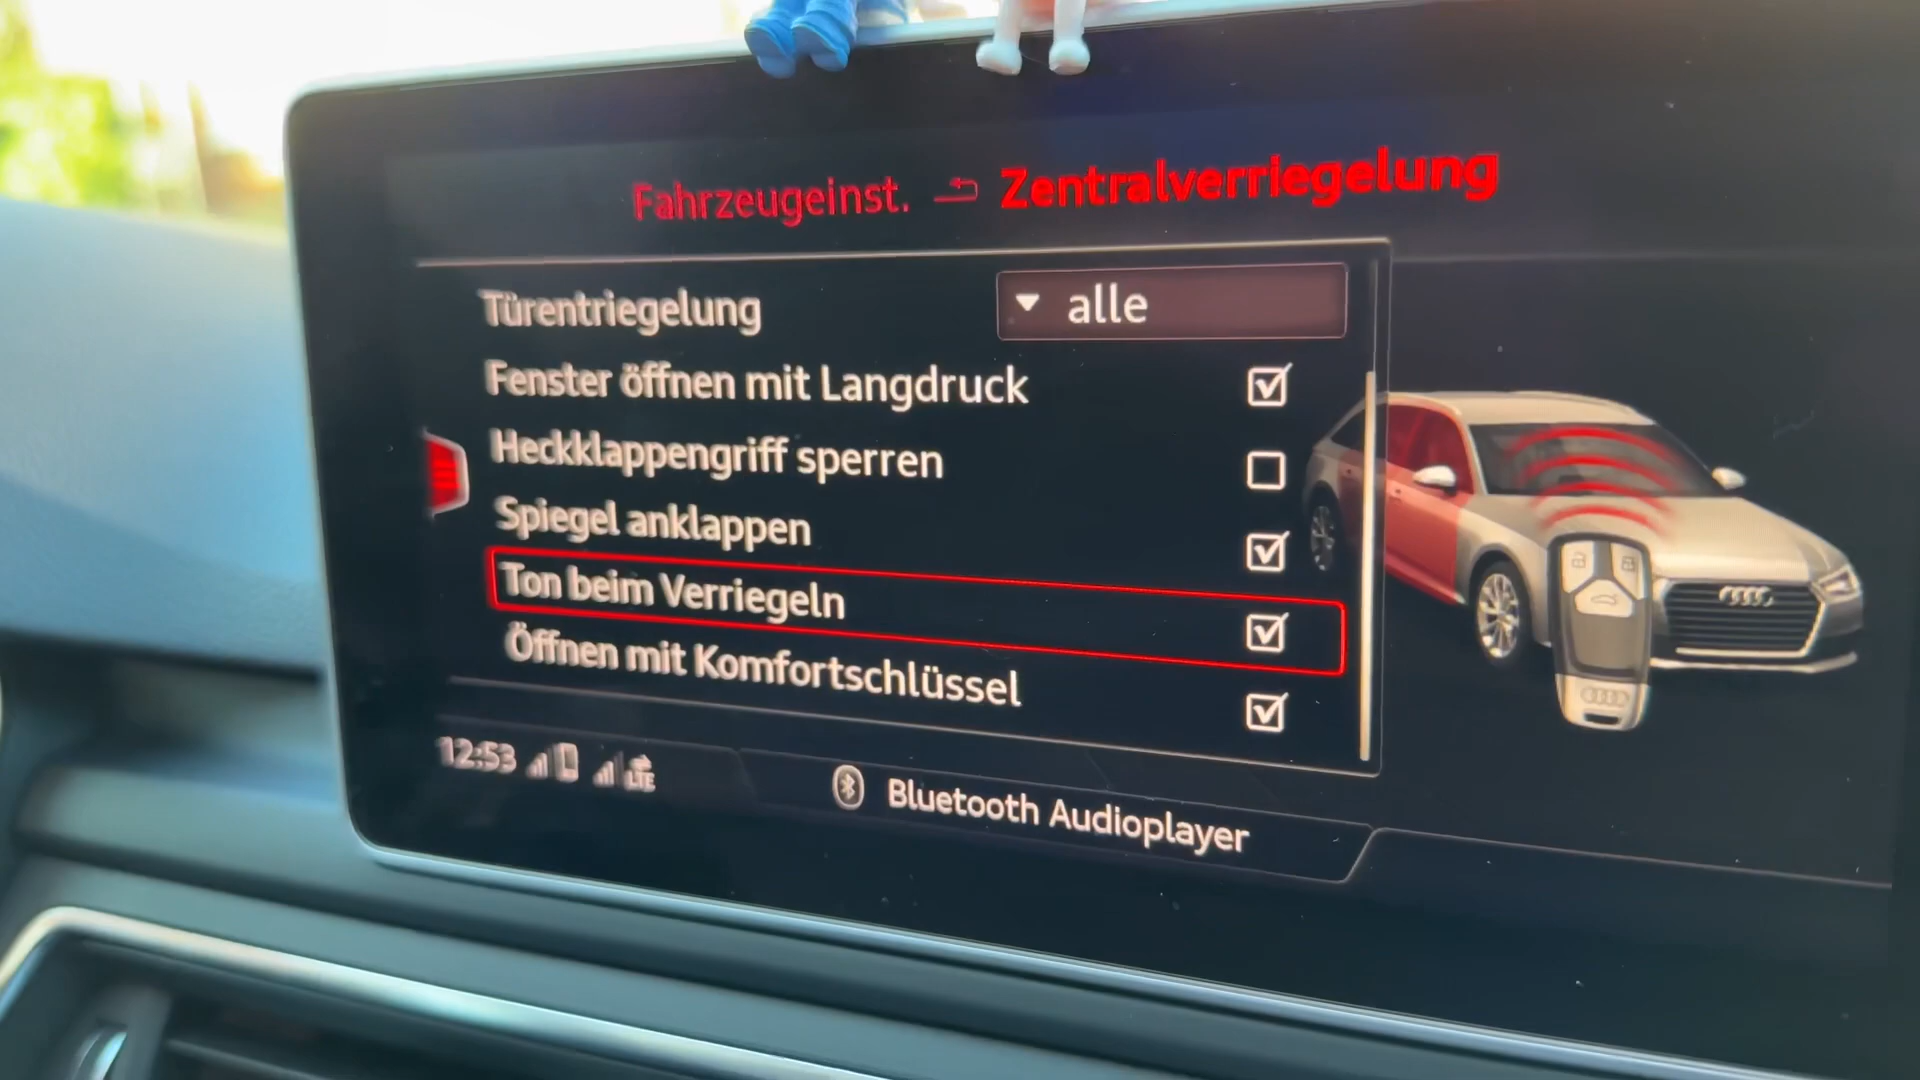 Fahrzeugeinst. Zentralverriegelung
Türentriegelung alle
Fenster öffnen mit Langdruck
Heckklappengriff sperren
Spiegel anklappen
Ton beim Verriegeln
Öffnen mit Komfortschlüssel
12:53 LTE
Bluetooth Audioplayer